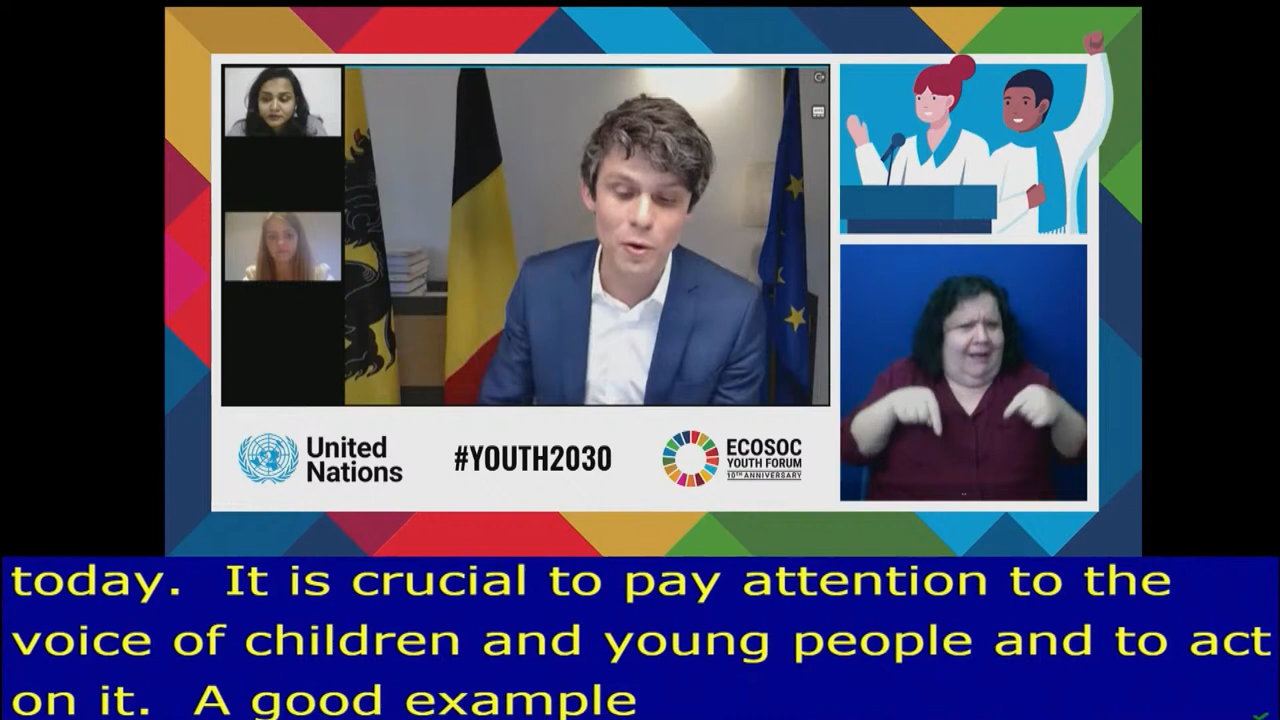 United
Nations
#YOUTH2030
ECOSOC
YOUTH FORUM
10TH ANNIVERSARY
today.  It is crucial to pay attention to the
voice of children and young people and to act
on it.  A good example